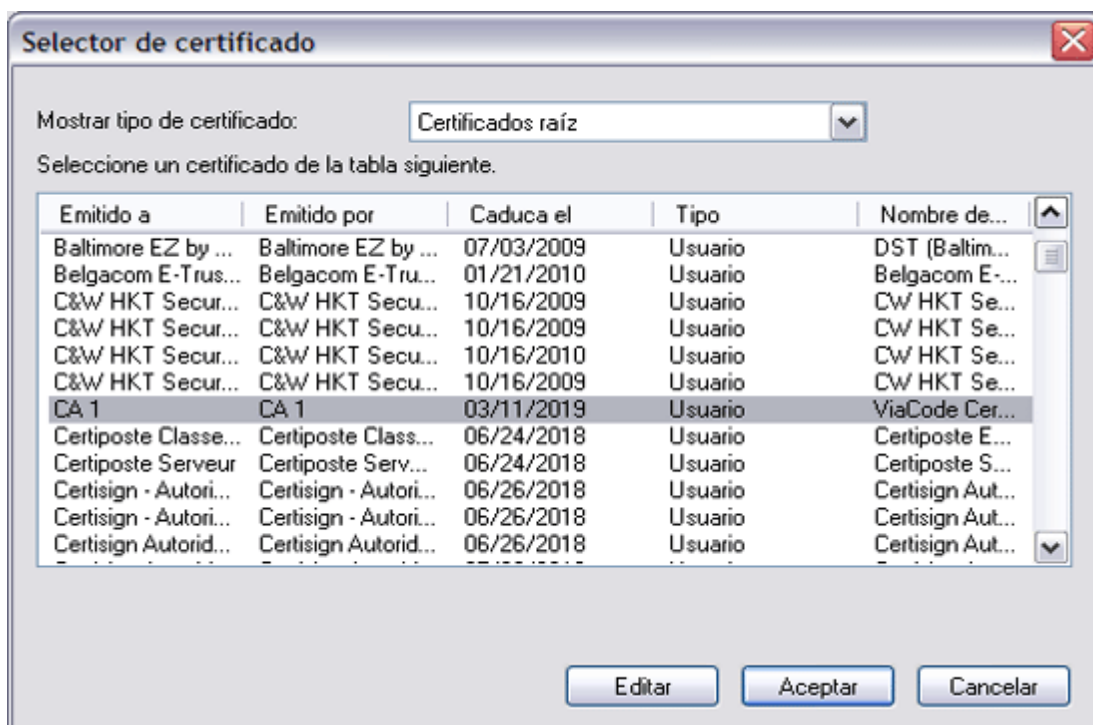 Selector de certificado
Mostrar tipo de certificado: Certificados raíz
Seleccione un certificado de la tabla siguiente.
Emitido a Emitido por Caduca el Tipo Nombre de...
Baltimore EZ by ... Baltimore EZ by ... 07/03/2009 Usuario DST (Baltim...
Belgacom E-Trus... Belgacom E-Tru... 01/21/2010 Usuario Belgacom E-...
C&W HKT Secur... C&W HKT Secu... 10/16/2009 Usuario CW HKT Se...
C&W HKT Secur... C&W HKT Secu... 10/16/2009 Usuario CW HKT Se...
C&W HKT Secur... C&W HKT Secu... 10/16/2010 Usuario CW HKT Se...
C&W HKT Secur... C&W HKT Secu... 10/16/2009 Usuario CW HKT Se...
CA 1 CA 1 03/11/2019 Usuario ViaCode Cer...
Certiposte Classe... Certiposte Class... 06/24/2018 Usuario Certiposte E...
Certiposte Serveur Certiposte Serv... 06/24/2018 Usuario Certiposte S...
Certisign - Autori... Certisign - Autori... 06/26/2018 Usuario Certisign Aut...
Certisign - Autori... Certisign - Autori... 06/26/2018 Usuario Certisign Aut...
Certisign Autorid... Certisign Autorid... 06/26/2018 Usuario Certisign Aut...
Editar Aceptar Cancelar